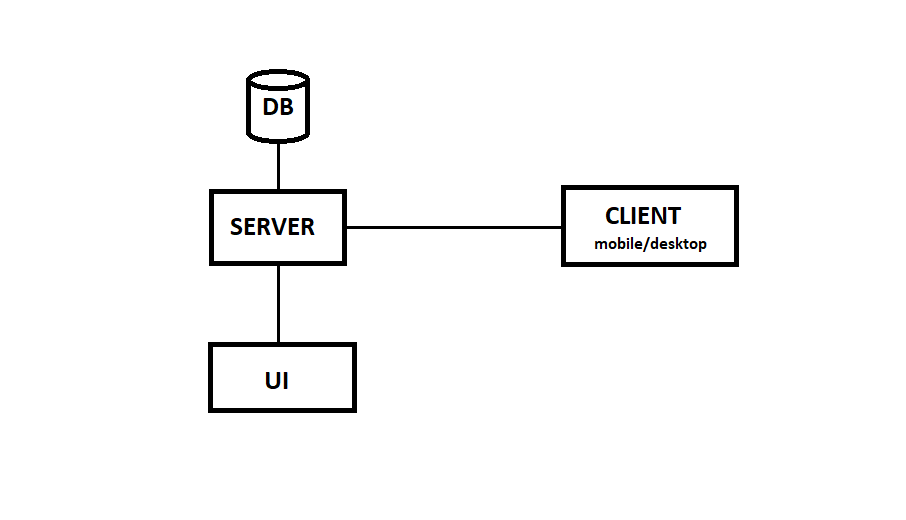 DB
SERVER
CLIENT
mobile/desktop
UI